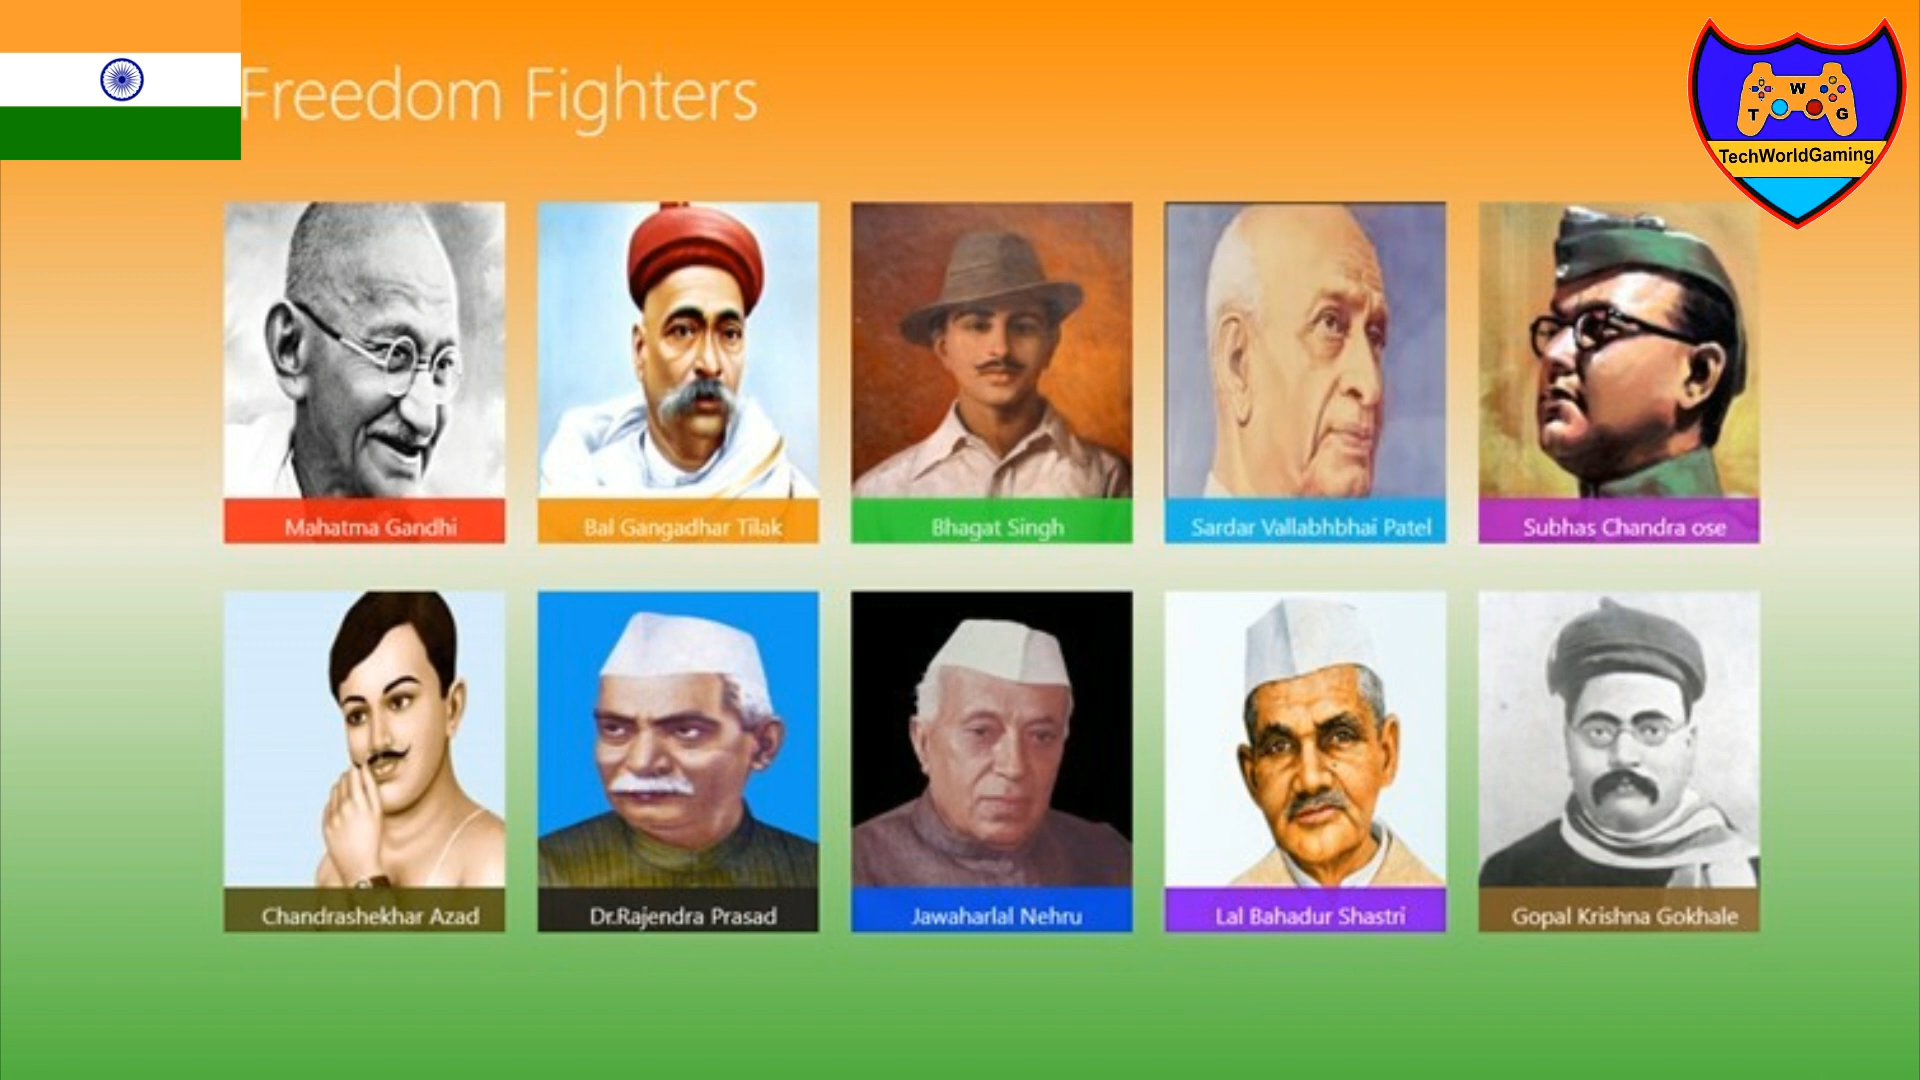 Freedom Fighters
T W G
TechWorldGaming
Mahatma Gandhi
Bal Gangadhar Tilak
Bhagat Singh
Sardar Vallabhbhai Patel
Subhas Chandra ose
Chandrashekhar Azad
Dr.Rajendra Prasad
Jawaharlal Nehru
Lal Bahadur Shastri
Gopal Krishna Gokhale